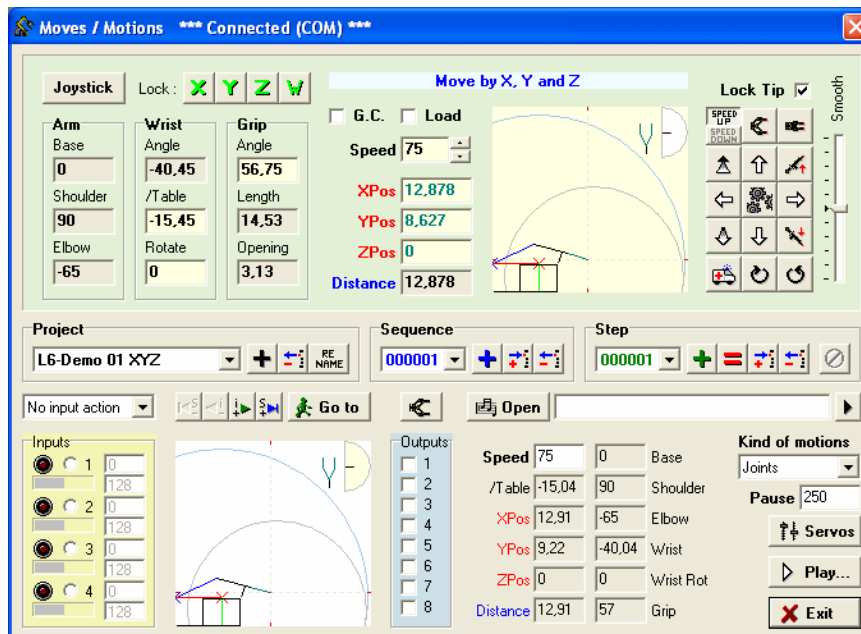 Moves / Motions *** Connected (COM) ***
Joystick Lock : X Y Z W
Move by X, Y and Z
Lock Tip
Smooth
G.C. Load
SPEED UP
SPEED DOWN
Arm Wrist Grip
Base Angle Angle
0 -40,45 56,75
Speed 75
Shoulder /Table Length
90 -15,45 14,53
XPos 12,878
YPos 8,627
Elbow Rotate Opening
-65 0 3,13
ZPos 0
Distance 12,878
Project Sequence Step
L6-Demo 01 XYZ RE NAME 000001 000001
No input action Go to Open
Inputs Outputs Kind of motions
1 0
128
2 0
128
3 0
128
4 0
128
1
2
3
4
5
6
7
8
Speed 75 0 Base
/Table -15,04 90 Shoulder
XPos 12,91 -65 Elbow
YPos 9,22 -40,04 Wrist
ZPos 0 0 Wrist Rot
Distance 12,91 57 Grip
Joints
Pause 250
Servos
Play...
Exit